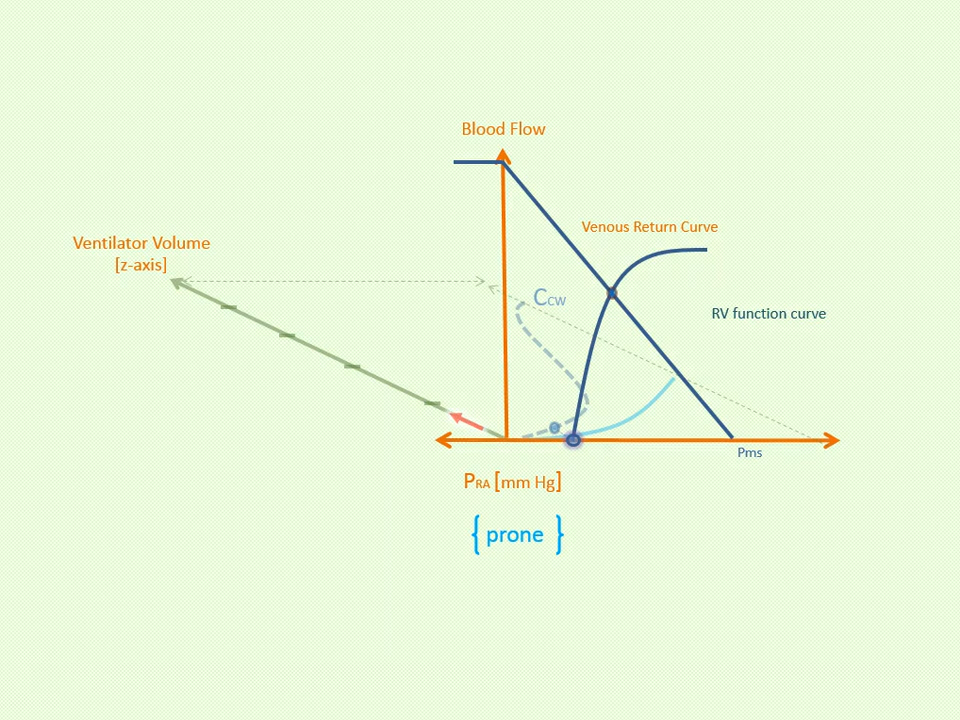 Blood Flow
Venous Return Curve
Ventilator Volume
[z-axis]
CCW
RV function curve
Pms
PRA [mm Hg]
{ prone }